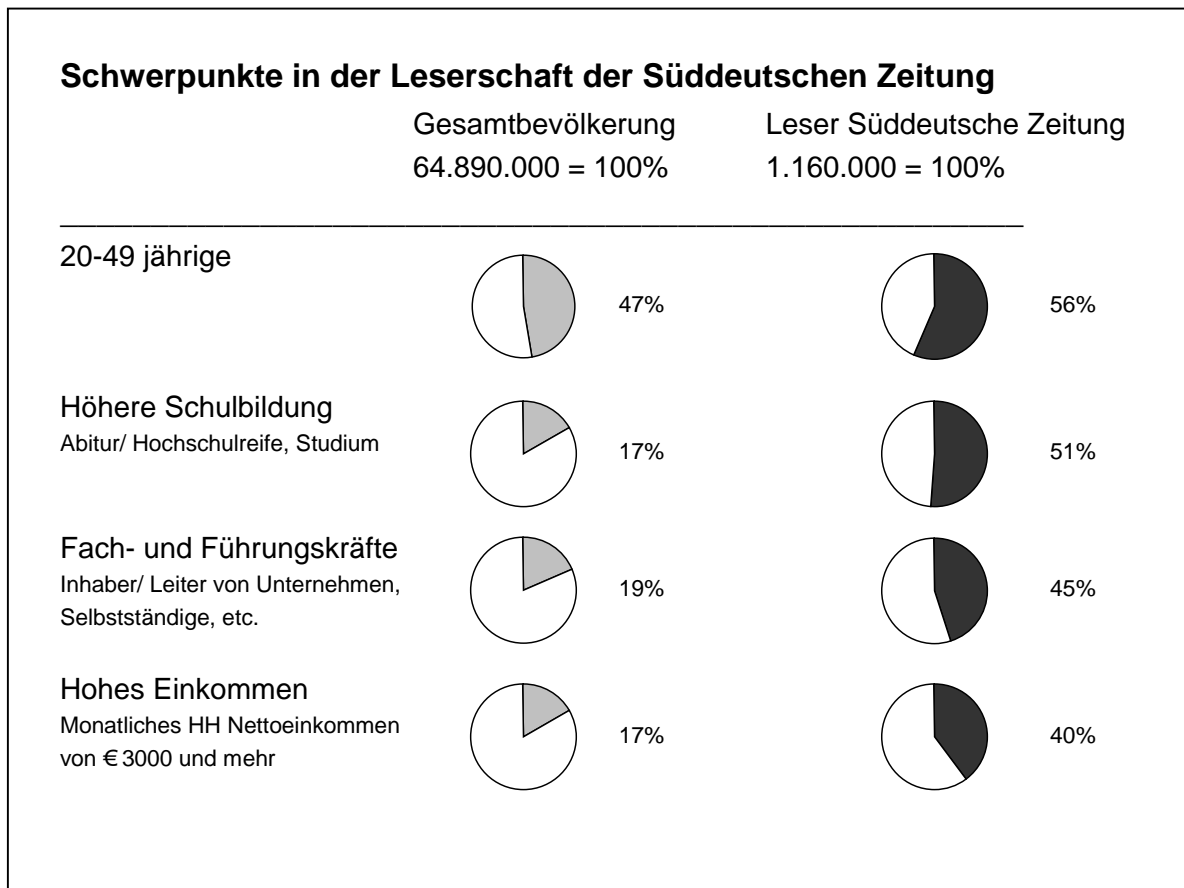 Schwerpunkte in der Leserschaft der Süddeutschen Zeitung
Gesamtbevölkerung Leser Süddeutsche Zeitung
64.890.000 = 100% 1.160.000 = 100%
20-49 jährige
47% 56%
Höhere Schulbildung
Abitur/ Hochschulreife, Studium
17% 51%
Fach- und Führungskräfte
Inhaber/ Leiter von Unternehmen, 19% 45%
Selbstständige, etc.
Hohes Einkommen
Monatliches HH Nettoeinkommen
17% 40%
von € 3000 und mehr